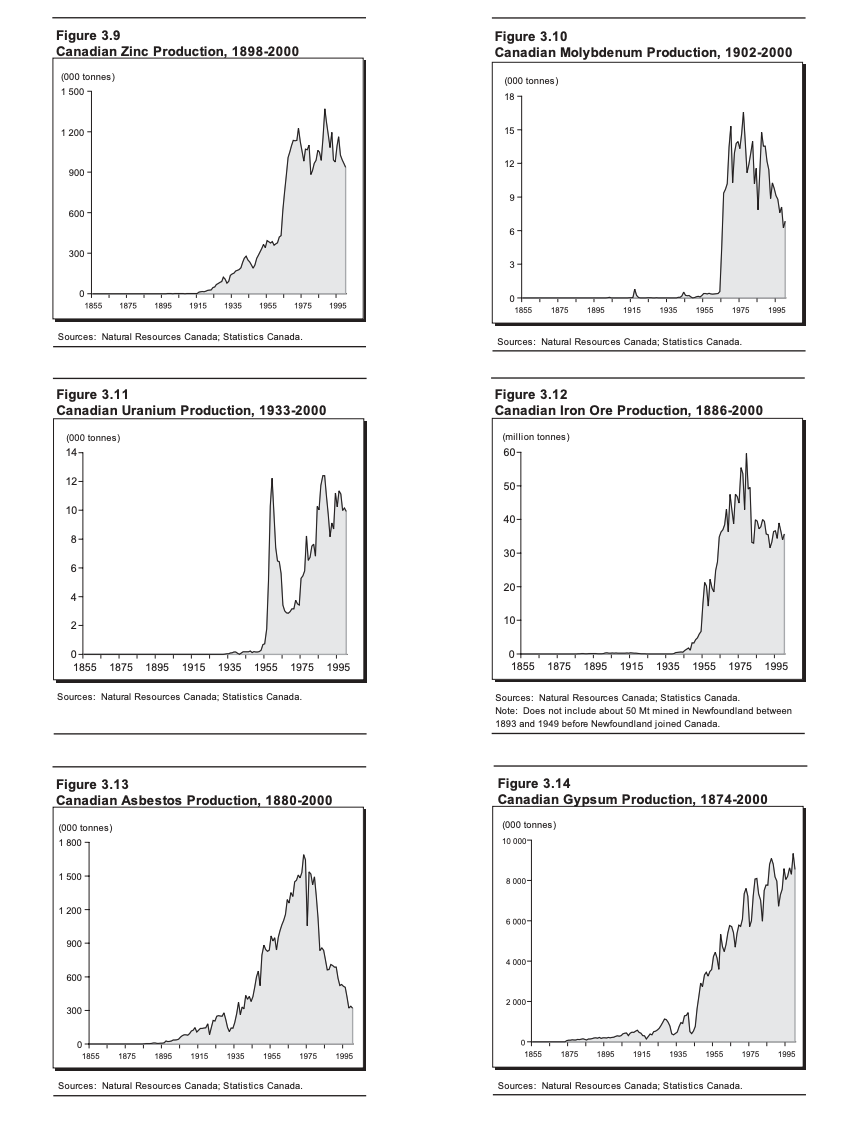 Figure 3.9
Canadian Zinc Production, 1898-2000
(000 tonnes)
1 500
1 200
900
600
300
0
1855 1875 1895 1915 1935 1955 1975 1995
Sources: Natural Resources Canada; Statistics Canada.
Figure 3.10
Canadian Molybdenum Production, 1902-2000
(000 tonnes)
18
15
12
9
6
3
0
1855 1875 1895 1915 1935 1955 1975 1995
Sources: Natural Resources Canada; Statistics Canada.
Figure 3.11
Canadian Uranium Production, 1933-2000
(000 tonnes)
14
12
10
8
6
4
2
0
1855 1875 1895 1915 1935 1955 1975 1995
Sources: Natural Resources Canada; Statistics Canada.
Figure 3.12
Canadian Iron Ore Production, 1886-2000
(million tonnes)
60
50
40
30
20
10
0
1855 1875 1895 1915 1935 1955 1975 1995
Sources: Natural Resources Canada; Statistics Canada.
Note: Does not include about 50 Mt mined in Newfoundland between
1893 and 1949 before Newfoundland joined Canada.
Figure 3.13
Canadian Asbestos Production, 1880-2000
(000 tonnes)
1 800
1 500
1 200
900
600
300
0
1855 1875 1895 1915 1935 1955 1975 1995
Sources: Natural Resources Canada; Statistics Canada.
Figure 3.14
Canadian Gypsum Production, 1874-2000
(000 tonnes)
10 000
8 000
6 000
4 000
2 000
0
1855 1875 1895 1915 1935 1955 1975 1995
Sources: Natural Resources Canada; Statistics Canada.